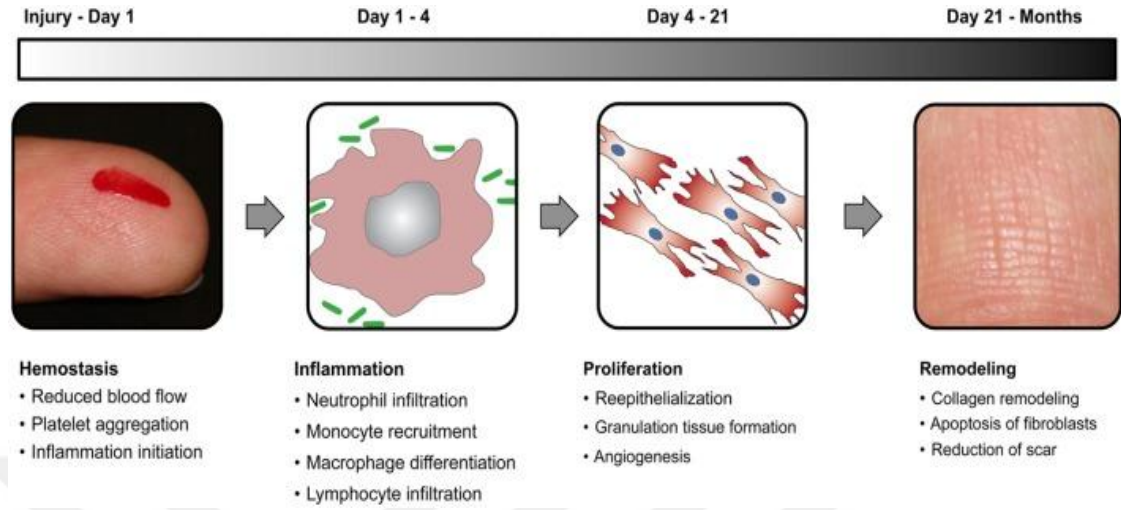 Injury - Day 1
Day 1 - 4
Day 4 - 21
Day 21 - Months
Hemostasis
• Reduced blood flow
• Platelet aggregation
• Inflammation initiation
Inflammation
• Neutrophil infiltration
• Monocyte recruitment
• Macrophage differentiation
• Lymphocyte infiltration
Proliferation
• Reepithelialization
• Granulation tissue formation
• Angiogenesis
Remodeling
• Collagen remodeling
• Apoptosis of fibroblasts
• Reduction of scar